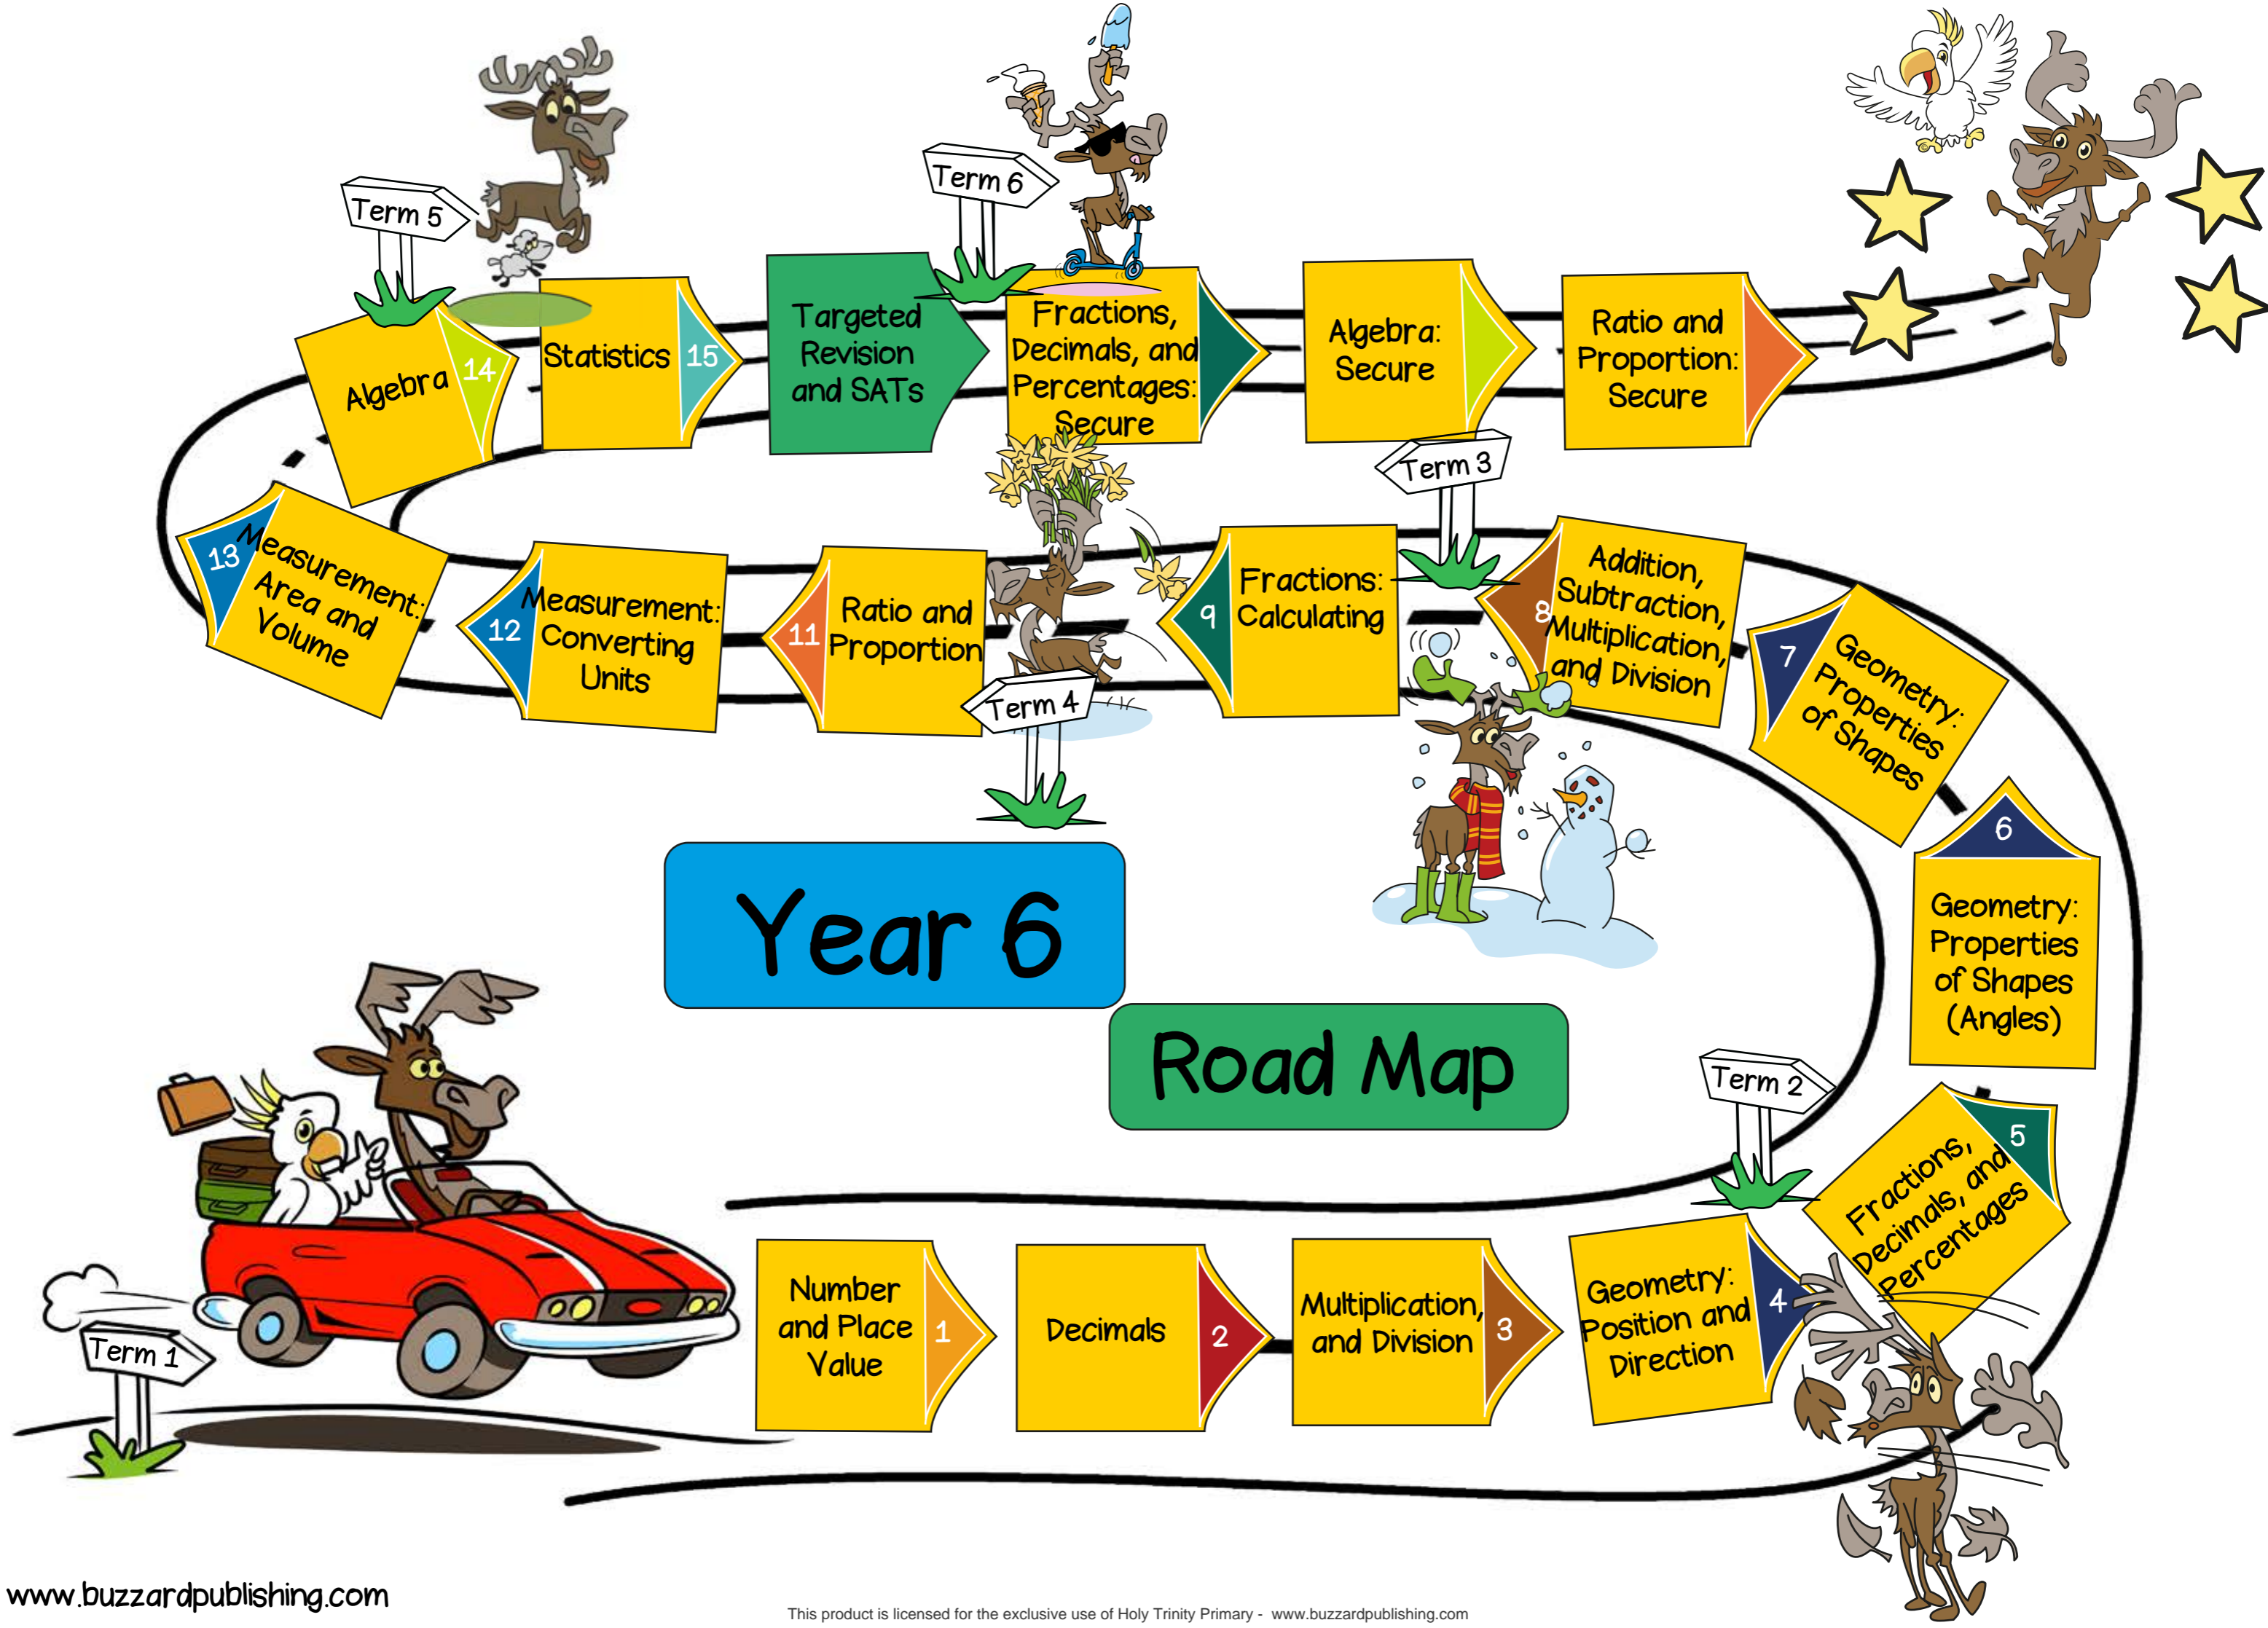 Year 6
Road Map
Term 1
Number
and Place
Value
1
Decimals
2
Multiplication,
and Division
3
Geometry:
Position and
Direction
4
Term 2
Fractions,
Decimals, and
Percentages
5
6
Geometry:
Properties
of Shapes
(Angles)
7
Geometry:
Properties
of Shapes
8
Addition,
Subtraction,
Multiplication,
and Division
Term 3
9
Fractions:
Calculating
Term 4
11
Ratio and
Proportion
12
Measurement:
Converting
Units
13
Measurement:
Area and
Volume
Term 5
Algebra
14
Statistics
15
Targeted
Revision
and SATs
Term 6
Fractions,
Decimals, and
Percentages:
Secure
Algebra:
Secure
Ratio and
Proportion:
Secure
www.buzzardpublishing.com
This product is licensed for the exclusive use of Holy Trinity Primary - www.buzzardpublishing.com